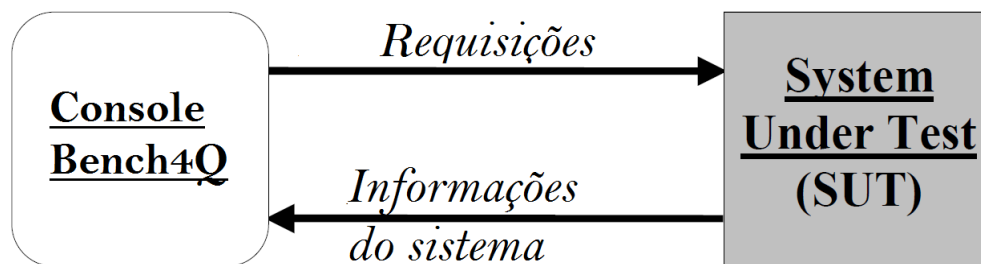 Console
Bench4Q
Requisições
Informações
do sistema
System
Under Test
(SUT)